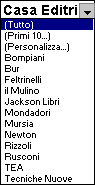 Casa Editri
(Tutto)
(Primi 10...)
(Personalizza...)
Bompiani
Bur
Feltrinelli
il Mulino
Jackson Libri
Mondadori
Mursia
Newton
Rizzoli
Rusconi
TEA
Tecniche Nuove